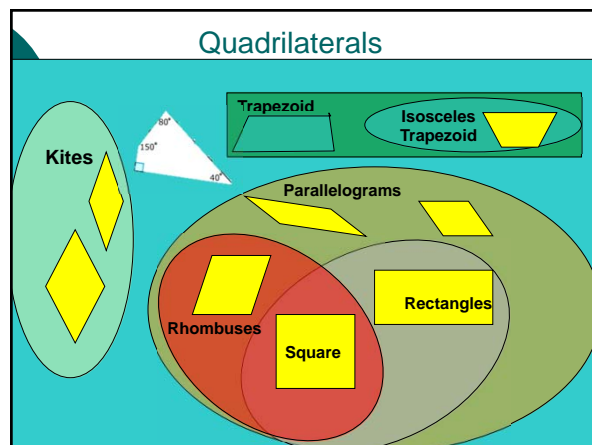 Quadrilaterals
Trapezoid
Isosceles
Trapezoid
80°
150°
40°
Kites
Parallelograms
Rectangles
Rhombuses
Square